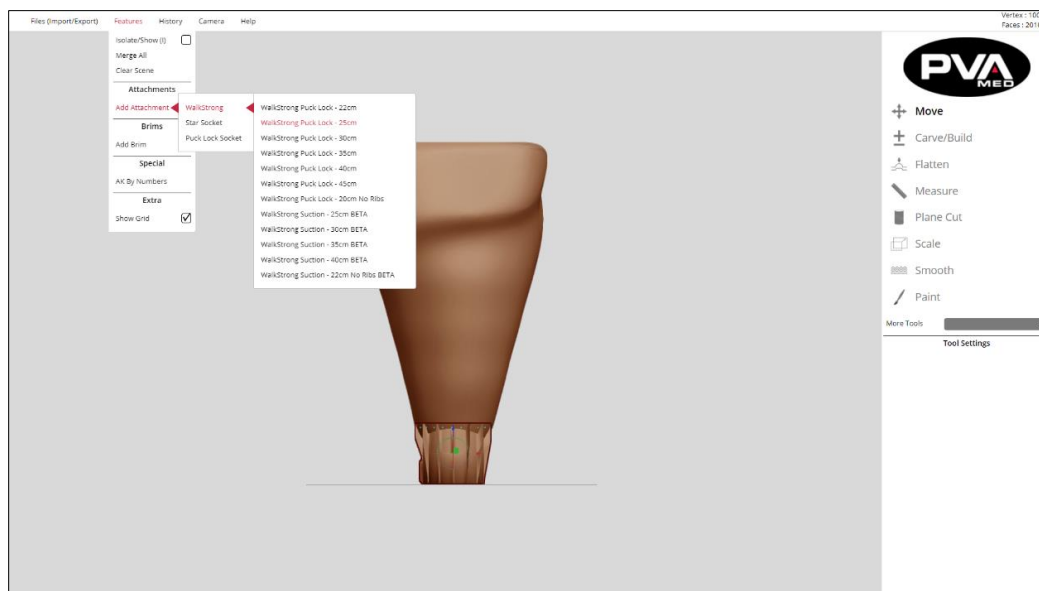 Files (Import/Export) Features History Camera Help
Vertex : 100
Faces : 201
Isolate/Show (I)
Merge All
Clear Scene
Attachments
Add Attachment
Brims
Add Brim
Special
AK By Numbers
Extra
Show Grid
WalkStrong
Star Socket
Puck Lock Socket
WalkStrong Puck Lock - 22cm
WalkStrong Puck Lock - 25cm
WalkStrong Puck Lock - 30cm
WalkStrong Puck Lock - 35cm
WalkStrong Puck Lock - 40cm
WalkStrong Puck Lock - 45cm
WalkStrong Puck Lock - 20cm No Ribs
WalkStrong Suction - 25cm BETA
WalkStrong Suction - 30cm BETA
WalkStrong Suction - 35cm BETA
WalkStrong Suction - 40cm BETA
WalkStrong Suction - 22cm No Ribs BETA
PVA
MED
Move
Carve/Build
Flatten
Measure
Plane Cut
Scale
Smooth
Paint
More Tools
Tool Settings